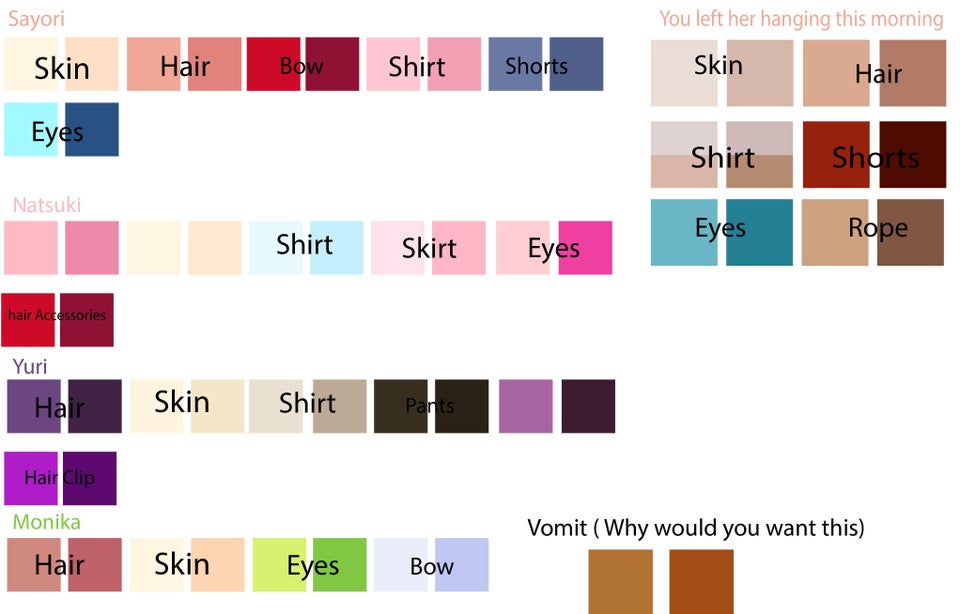 Sayori
Skin Hair Bow Shirt Shorts
Eyes
Natsuki
Shirt Skirt Eyes
hair Accessories
Yuri
Hair Skin Shirt Pants
Hair Clip
Monika
Hair Skin Eyes Bow
You left her hanging this morning
Skin Hair
Shirt Shorts
Eyes Rope
Vomit ( Why would you want this)